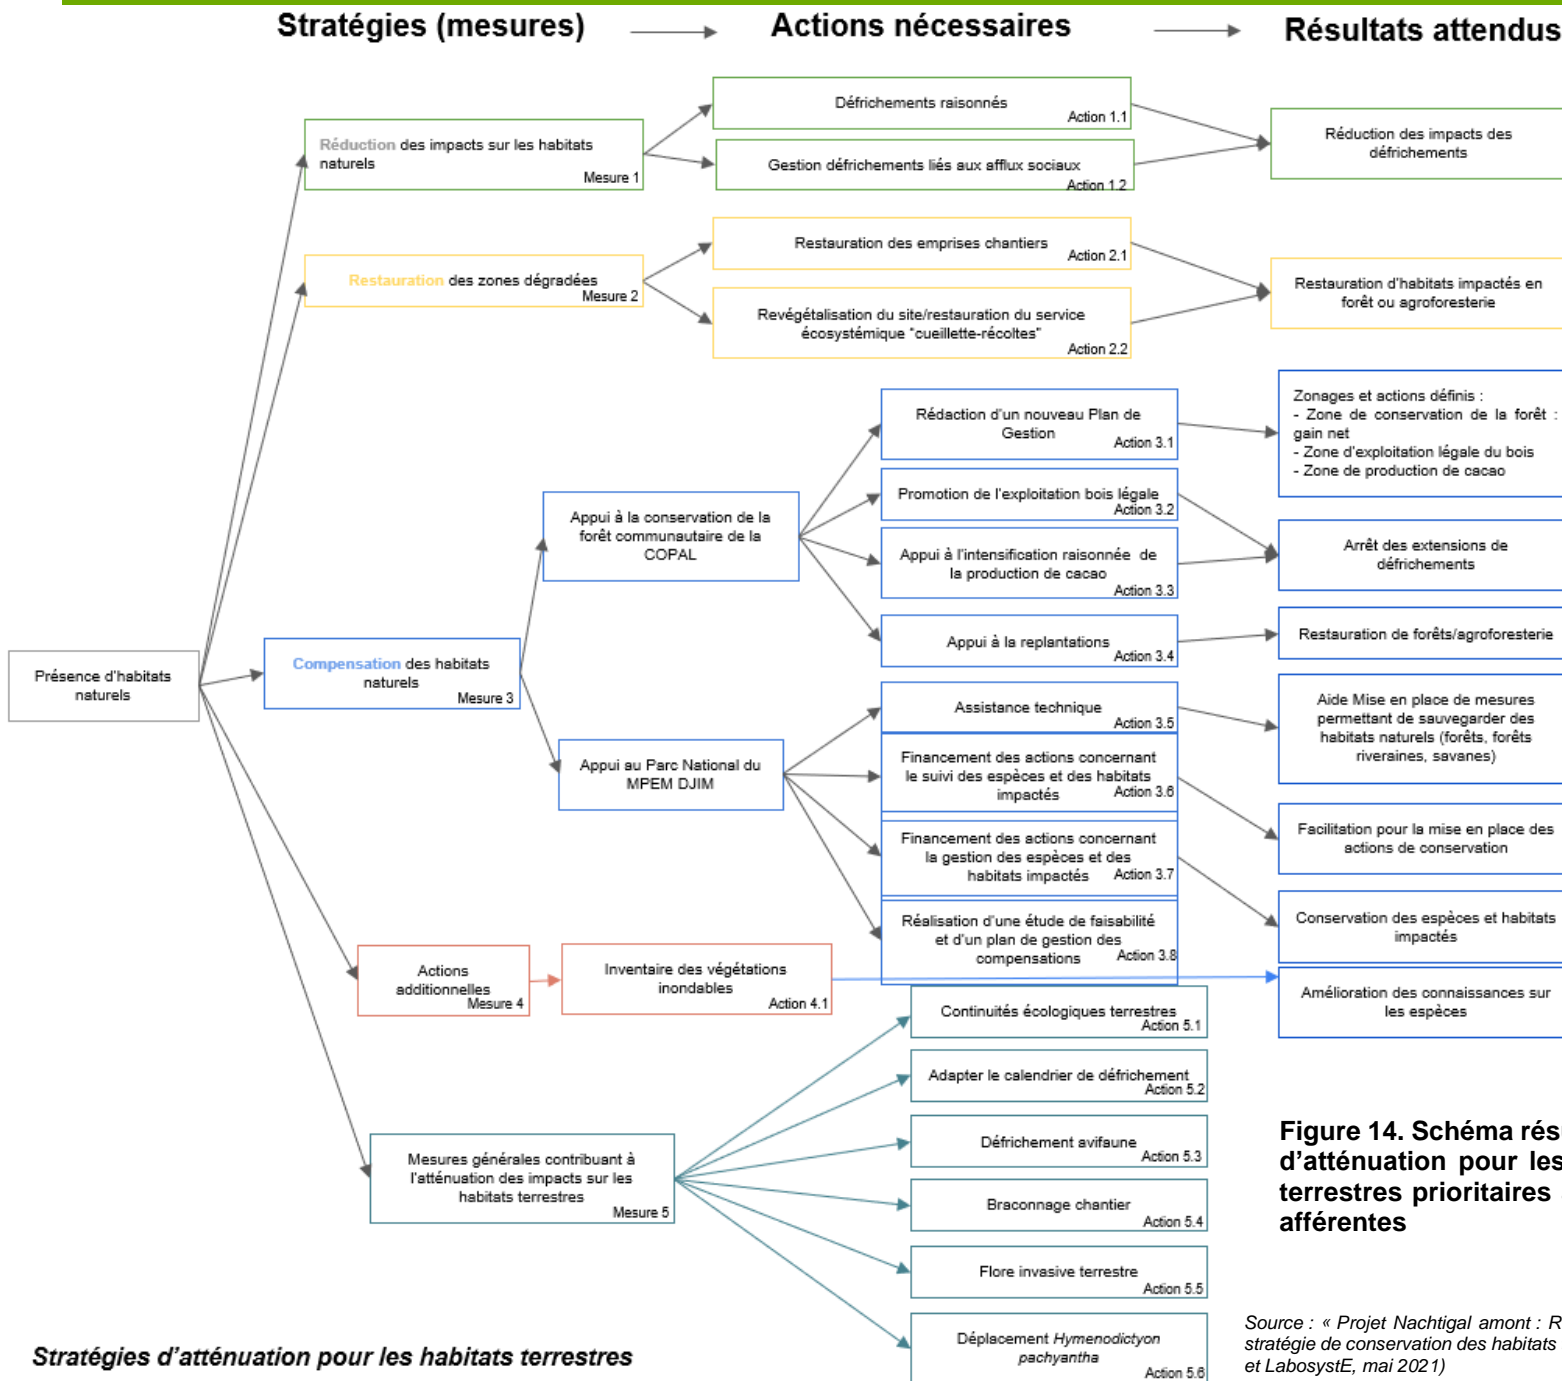 Stratégies (mesures)
Actions nécessaires
Résultats attendus
Réduction des impacts sur les habitats
naturels
Mesure 1
Défrichements raisonnés
Action 1.1
Gestion défrichements liés aux afflux sociaux
Action 1.2
Réduction des impacts des
défrichements
Restauration des zones dégradées
Mesure 2
Restauration des emprises chantiers
Action 2.1
Revégétalisation du site/restauration du service
écosystémique "cueillette-récoltes"
Action 2.2
Restauration d'habitats impactés en
forêt ou agroforesterie
Présence d'habitats
naturels
Compensation des habitats
naturels
Mesure 3
Appui à la conservation de la
forêt communautaire de la
COPAL
Rédaction d'un nouveau Plan de
Gestion
Action 3.1
Promotion de l'exploitation bois légale
Action 3.2
Appui à l'intensification raisonnée de
la production de cacao
Action 3.3
Appui à la replantations
Action 3.4
Zonages et actions définis :
- Zone de conservation de la forêt :
gain net
- Zone d'exploitation légale du bois
- Zone de production de cacao
Arrêt des extensions de
défrichements
Restauration de forêts/agroforesterie
Appui au Parc National du
MPEM DJIM
Assistance technique
Action 3.5
Financement des actions concernant
le suivi des espèces et des habitats
impactés
Action 3.6
Financement des actions concernant
la gestion des espèces et des
habitats impactés
Action 3.7
Réalisation d'une étude de faisabilité
et d'un plan de gestion des
compensations
Action 3.8
Aide Mise en place de mesures
permettant de sauvegarder des
habitats naturels (forêts, forêts
riveraines, savanes)
Facilitation pour la mise en place des
actions de conservation
Conservation des espèces et habitats
impactés
Actions
additionnelles
Mesure 4
Inventaire des végétations
inondables
Action 4.1
Amélioration des connaissances sur
les espèces
Mesures générales contribuant à
l'atténuation des impacts sur les
habitats terrestres
Mesure 5
Continuités écologiques terrestres
Action 5.1
Adapter le calendrier de défrichement
Action 5.2
Défrichement avifaune
Action 5.3
Braconnage chantier
Action 5.4
Flore invasive terrestre
Action 5.5
Déplacement Hymenodictyon
pachyantha
Action 5.6
Figure 14. Schéma rés
d'atténuation pour les
terrestres prioritaires
afférentes
Source : « Projet Nachtigal amont : R
stratégie de conservation des habitats
et LabosystE, mai 2021)
Stratégies d'atténuation pour les habitats terrestres